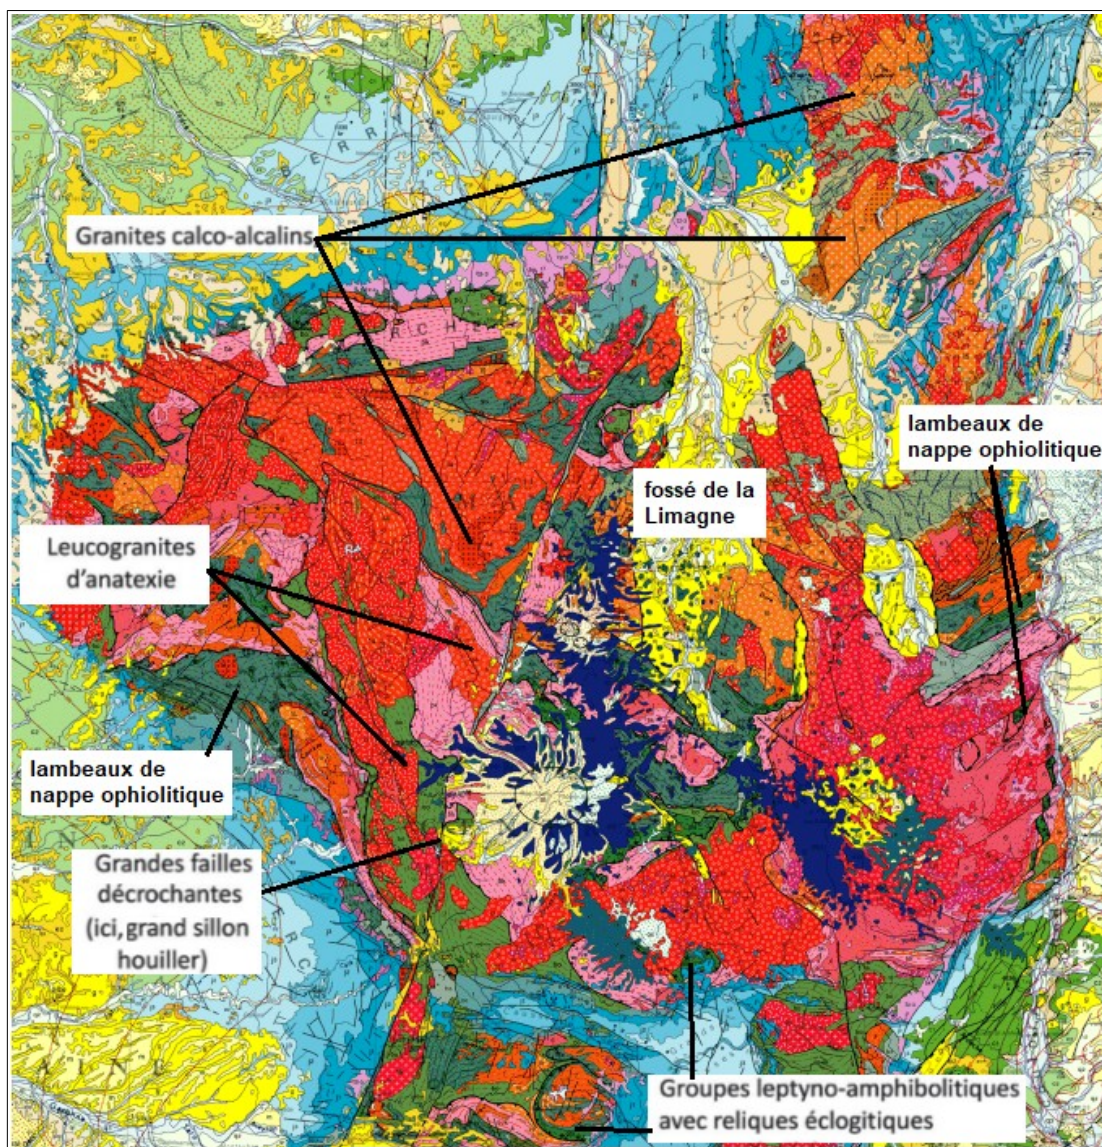 Granites calco-alcalins
lambeaux de
nappe ophiolitique
fossé de la
Limagne
Leucogranites
d'anatexie
lambeaux de
nappe ophiolitique
Grandes failles
décrochantes
(ici, grand sillon
houiller)
Groupes leptyno-amphibolitiques
avec reliques éclogitiques